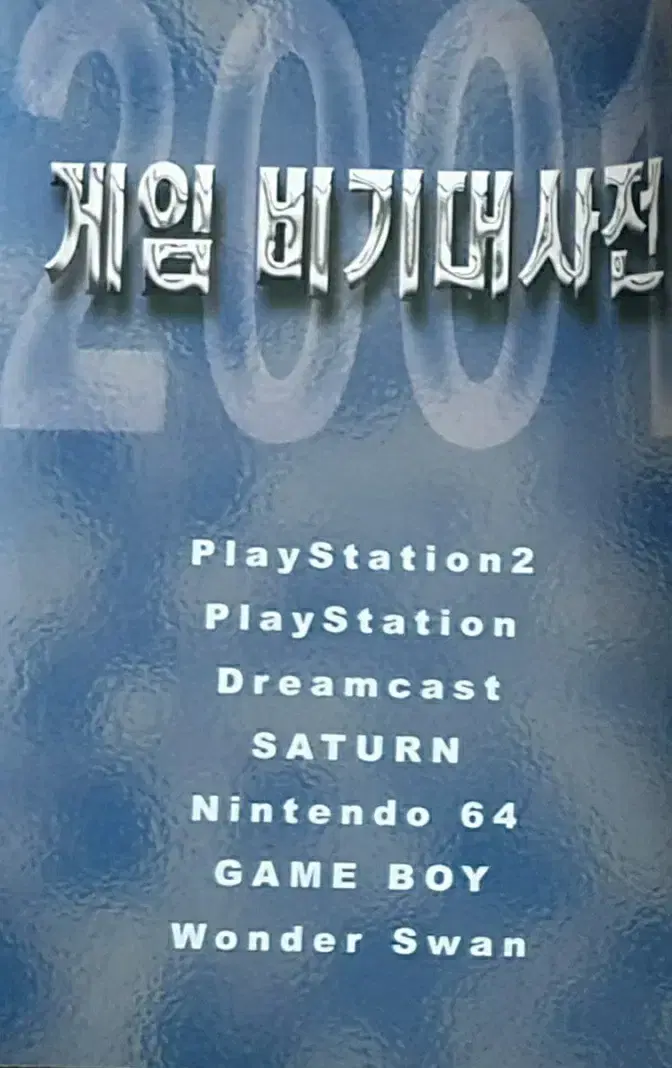 2001
게임 비기대사전
PlayStation2
PlayStation
Dreamcast
SATURN
Nintendo 64
GAME BOY
Wonder Swan